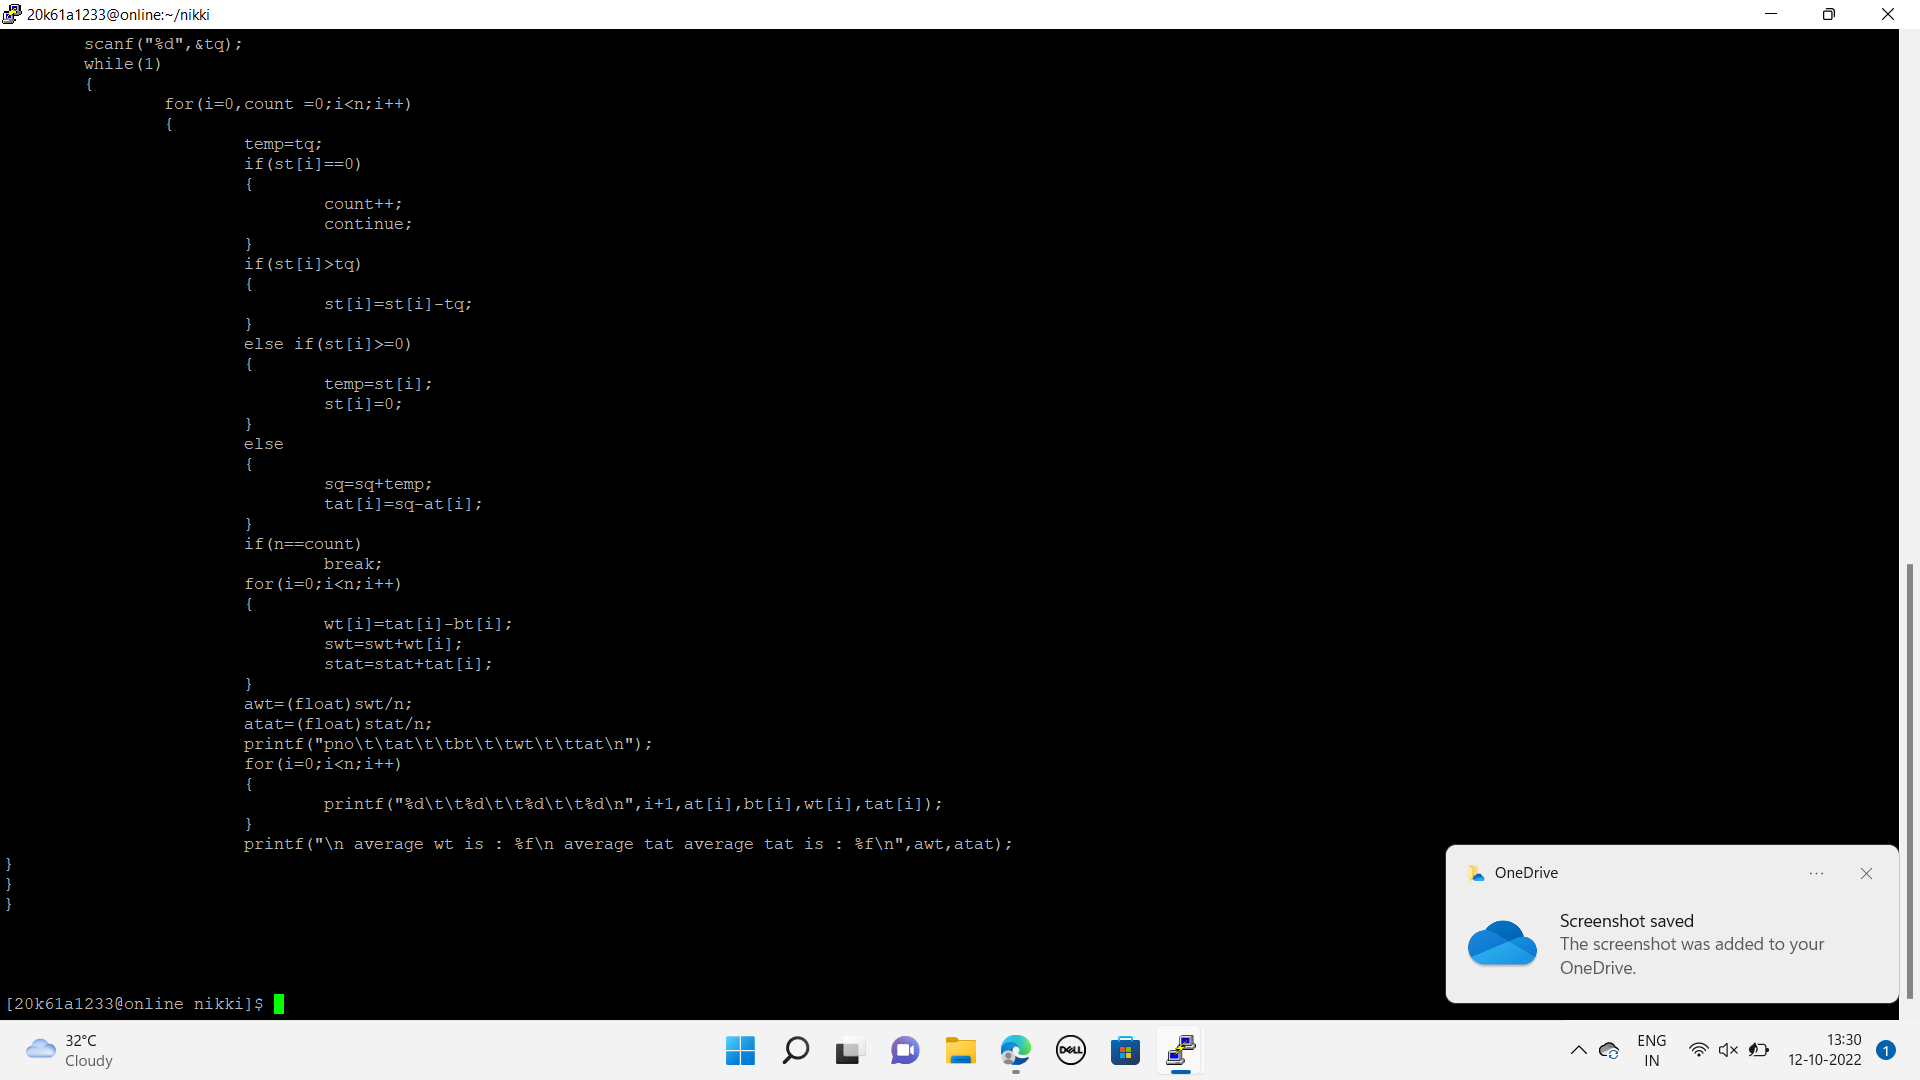 20k61a1233@online:~/nikki
scanf("%d",&tq);
while(1)
{
for(i=0,count =0;i<n;i++)
{
temp=tq;
if(st[i]==0)
{
count++;
continue;
}
if(st[i]>tq)
{
st[i]=st[i]-tq;
}
else if(st[i]>=0)
{
temp=st[i];
st[i]=0;
}
else
{
sq=sq+temp;
tat[i]=sq-at[i];
}
if(n==count)
break;
for(i=0;i<n;i++)
{
wt[i]=tat[i]-bt[i];
swt=swt+wt[i];
stat=stat+tat[i];
}
awt=(float)swt/n;
atat=(float)stat/n;
printf("pno\t\tat\t\tbt\t\twt\t\ttat\n");
for(i=0;i<n;i++)
{
printf("%d\t\t%d\t\t%d\t\t%d\n",i+1,at[i],bt[i],wt[i],tat[i]);
}
printf("\n average wt is : %f\n average tat average tat is : %f\n",awt,atat);
}
}
}
[20k61a1233@online nikki]$
OneDrive
Screenshot saved
The screenshot was added to your
OneDrive.
32°C
Cloudy
DELL
ENG
IN
13:30
12-10-2022
1